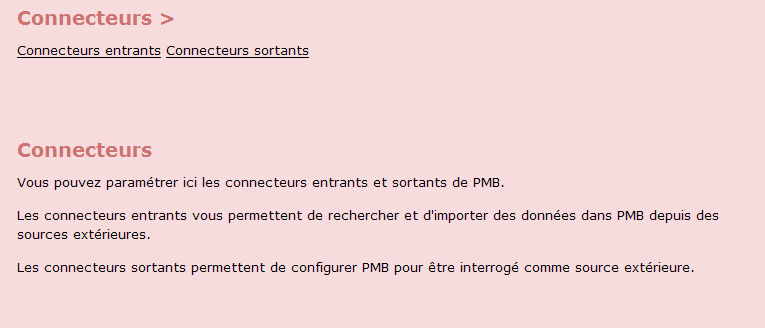 Connecteurs >
Connecteurs entrants Connecteurs sortants
Connecteurs
Vous pouvez paramétrer ici les connecteurs entrants et sortants de PMB.
Les connecteurs entrants vous permettent de rechercher et d'importer des données dans PMB depuis des
sources extérieures.
Les connecteurs sortants permettent de configurer PMB pour être interrogé comme source extérieure.